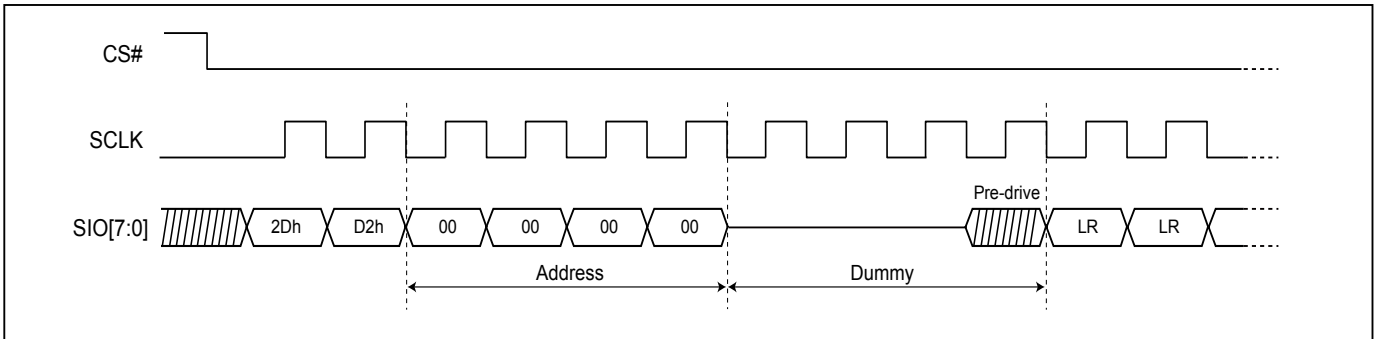 CS#
SCLK
Pre-drive
SIO[7:0] 2Dh D2h 00 00 00 00 LR LR
Address Dummy